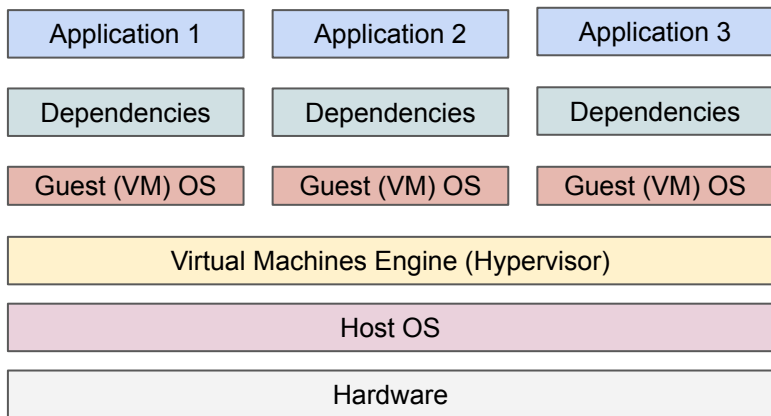 Application 1
Application 2
Application 3
Dependencies
Dependencies
Dependencies
Guest (VM) OS
Guest (VM) OS
Guest (VM) OS
Virtual Machines Engine (Hypervisor)
Host OS
Hardware